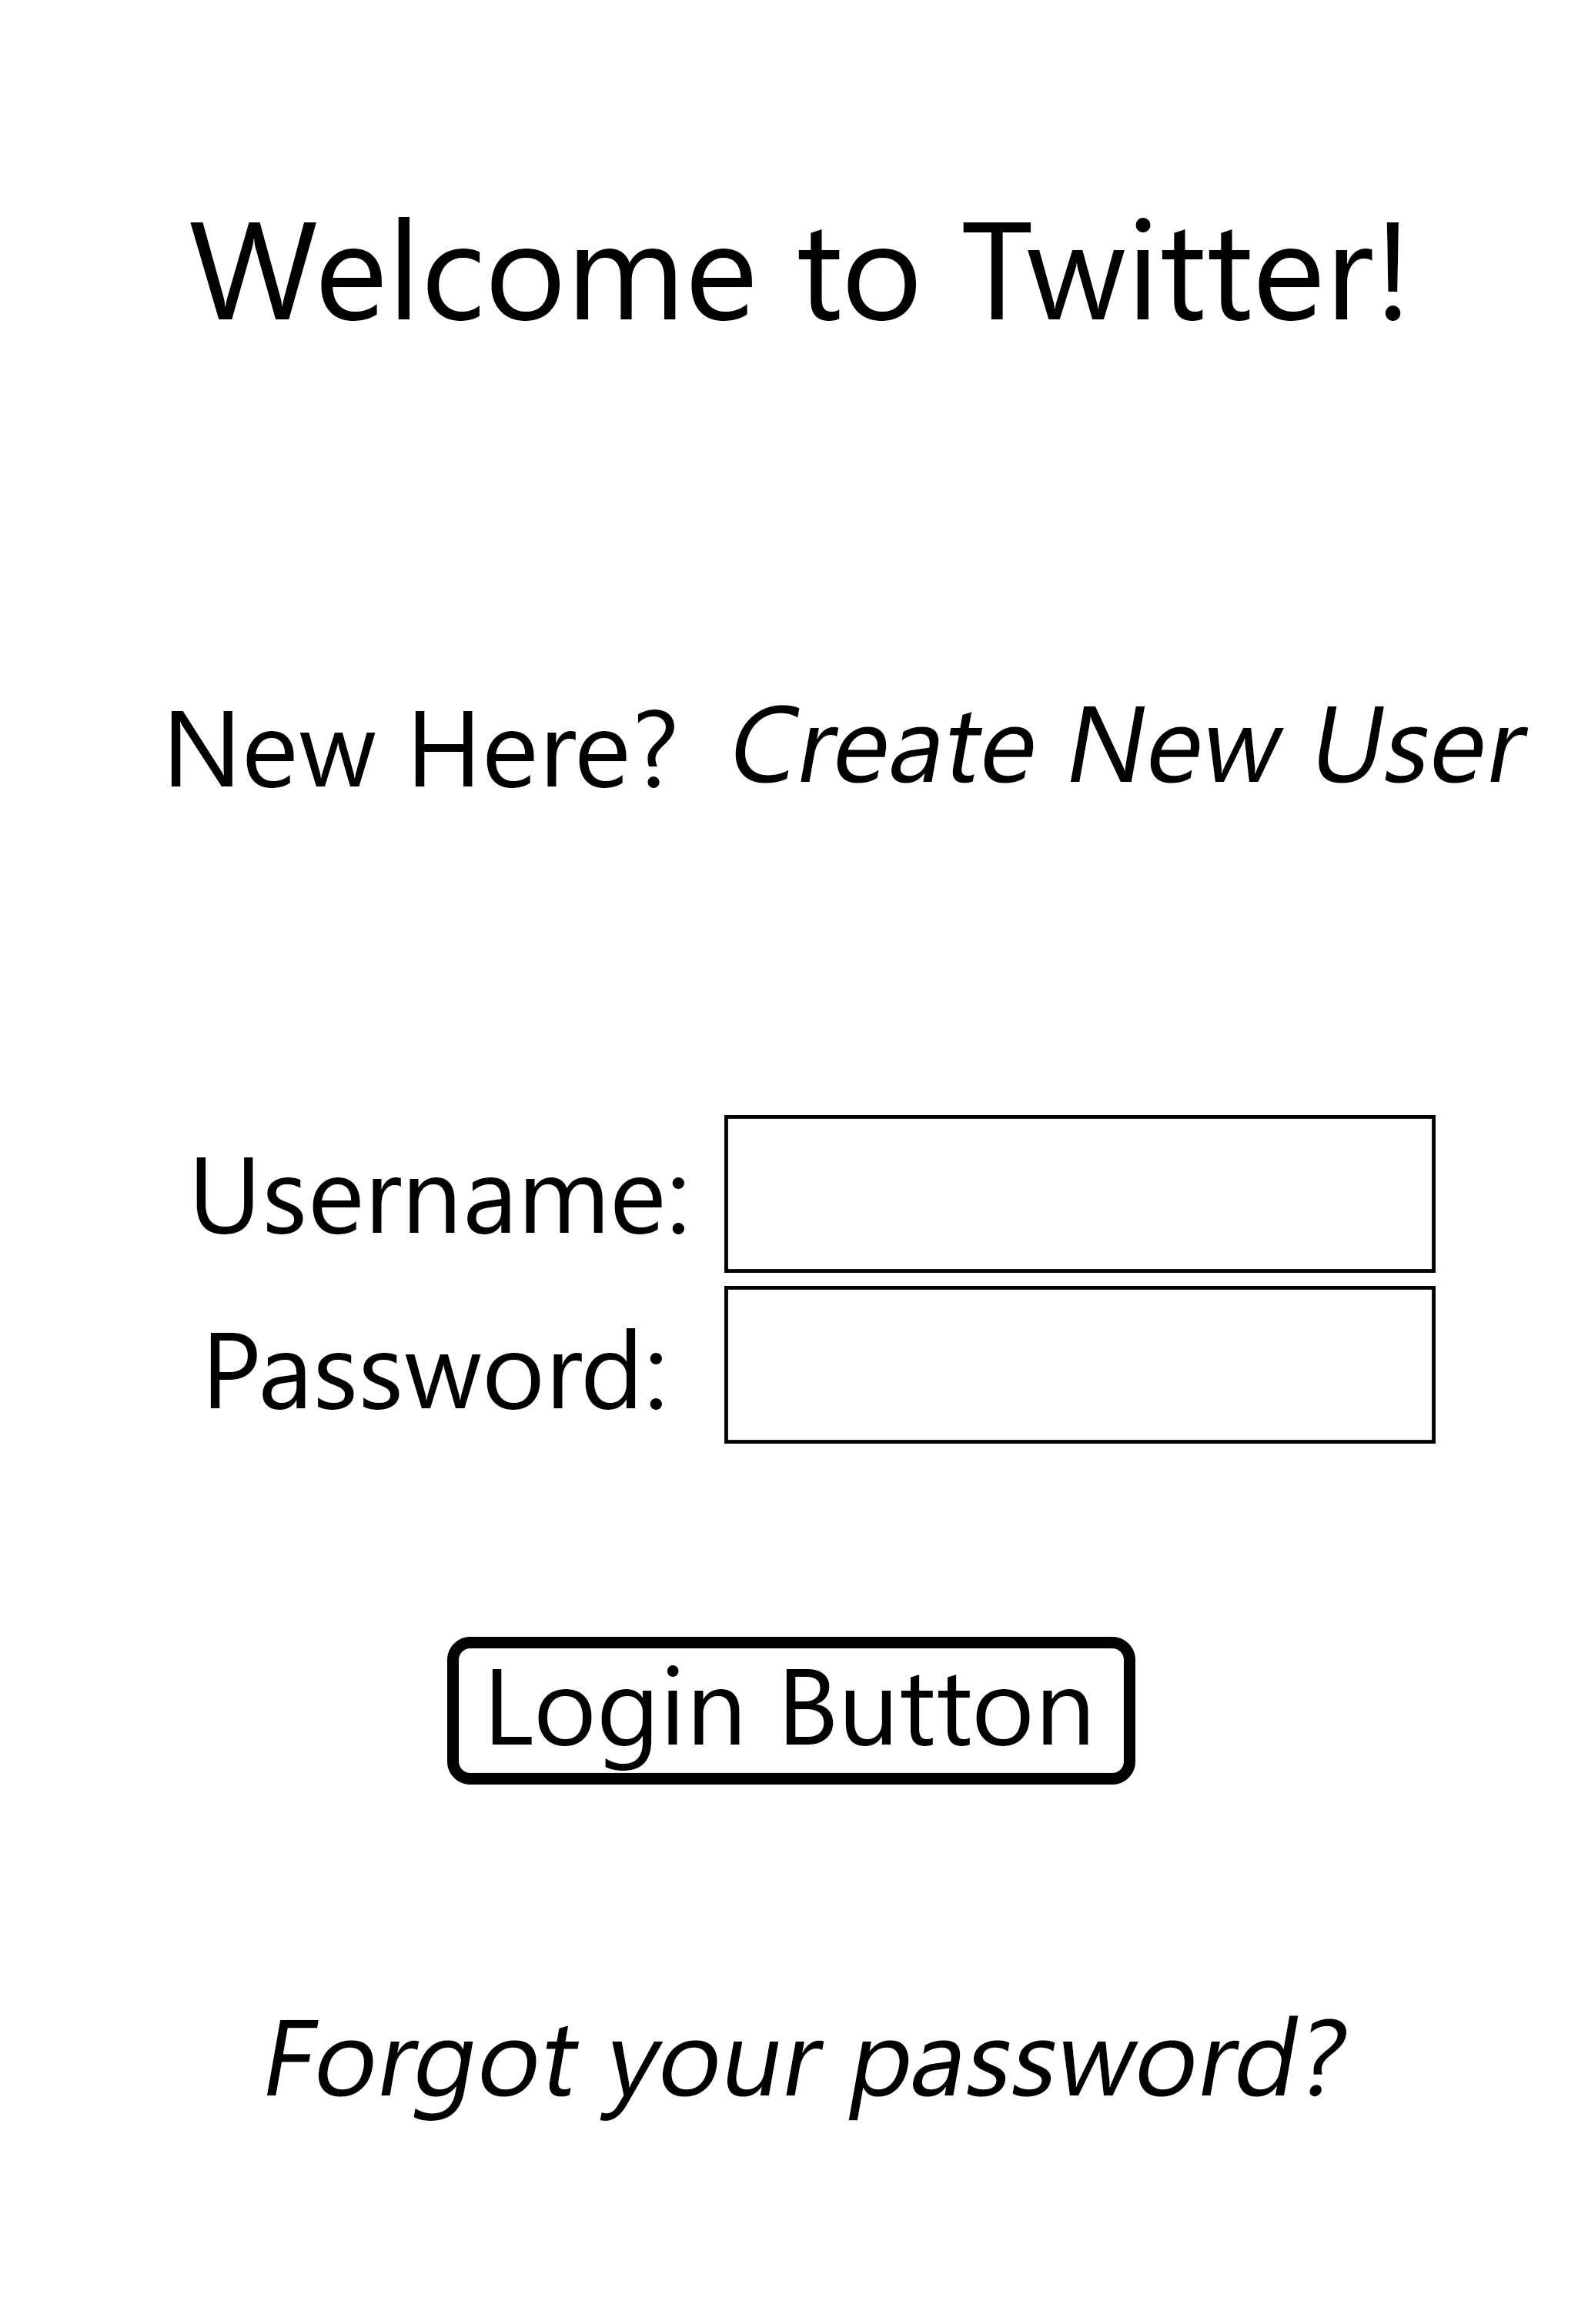 Welcome to Twitter!
New Here? Create New User
Username:
Password:
Login Button
Forgot your password?